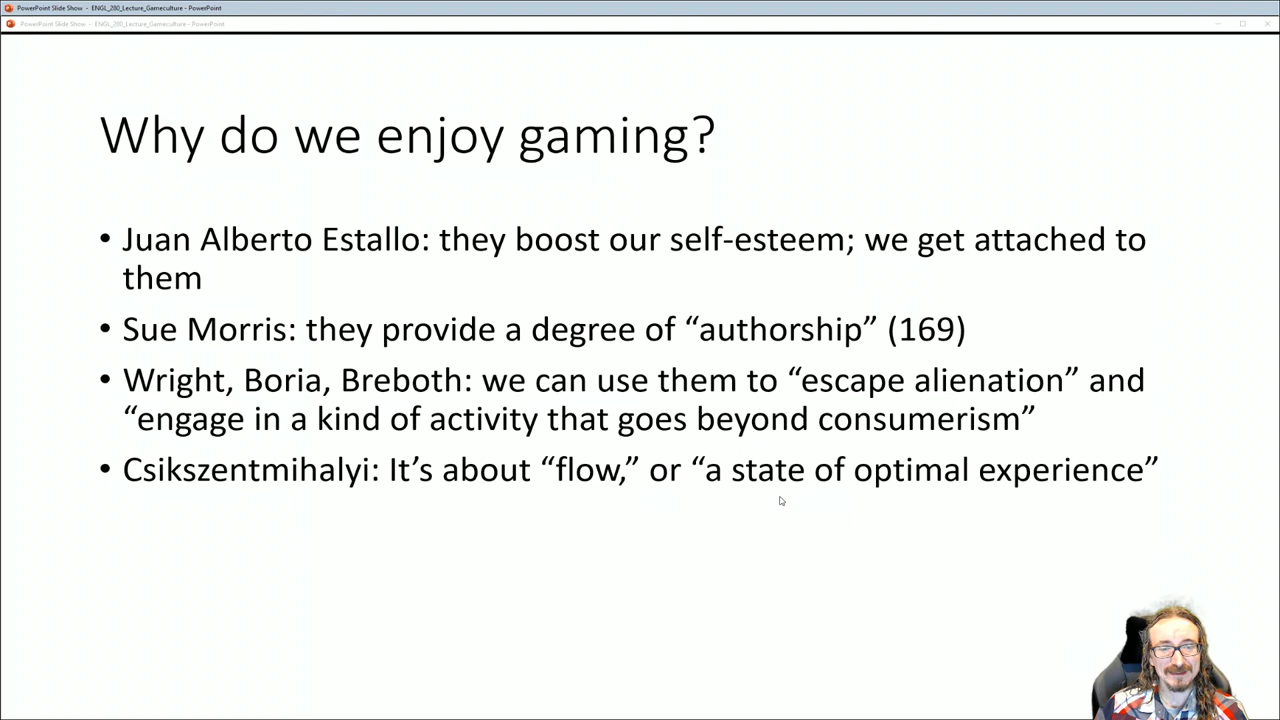 PowerPoint Slide Show - ENGL_280_Lecture_Gameculture - PowerPoint
PowerPoint Slide Show - ENGL_280_Lecture_Gameculture - PowerPoint
Why do we enjoy gaming?
• Juan Alberto Estallo: they boost our self-esteem; we get attached to
them
• Sue Morris: they provide a degree of “authorship” (169)
• Wright, Boria, Breboth: we can use them to “escape alienation” and
“engage in a kind of activity that goes beyond consumerism”
• Csikszentmihalyi: It’s about “flow,” or “a state of optimal experience”